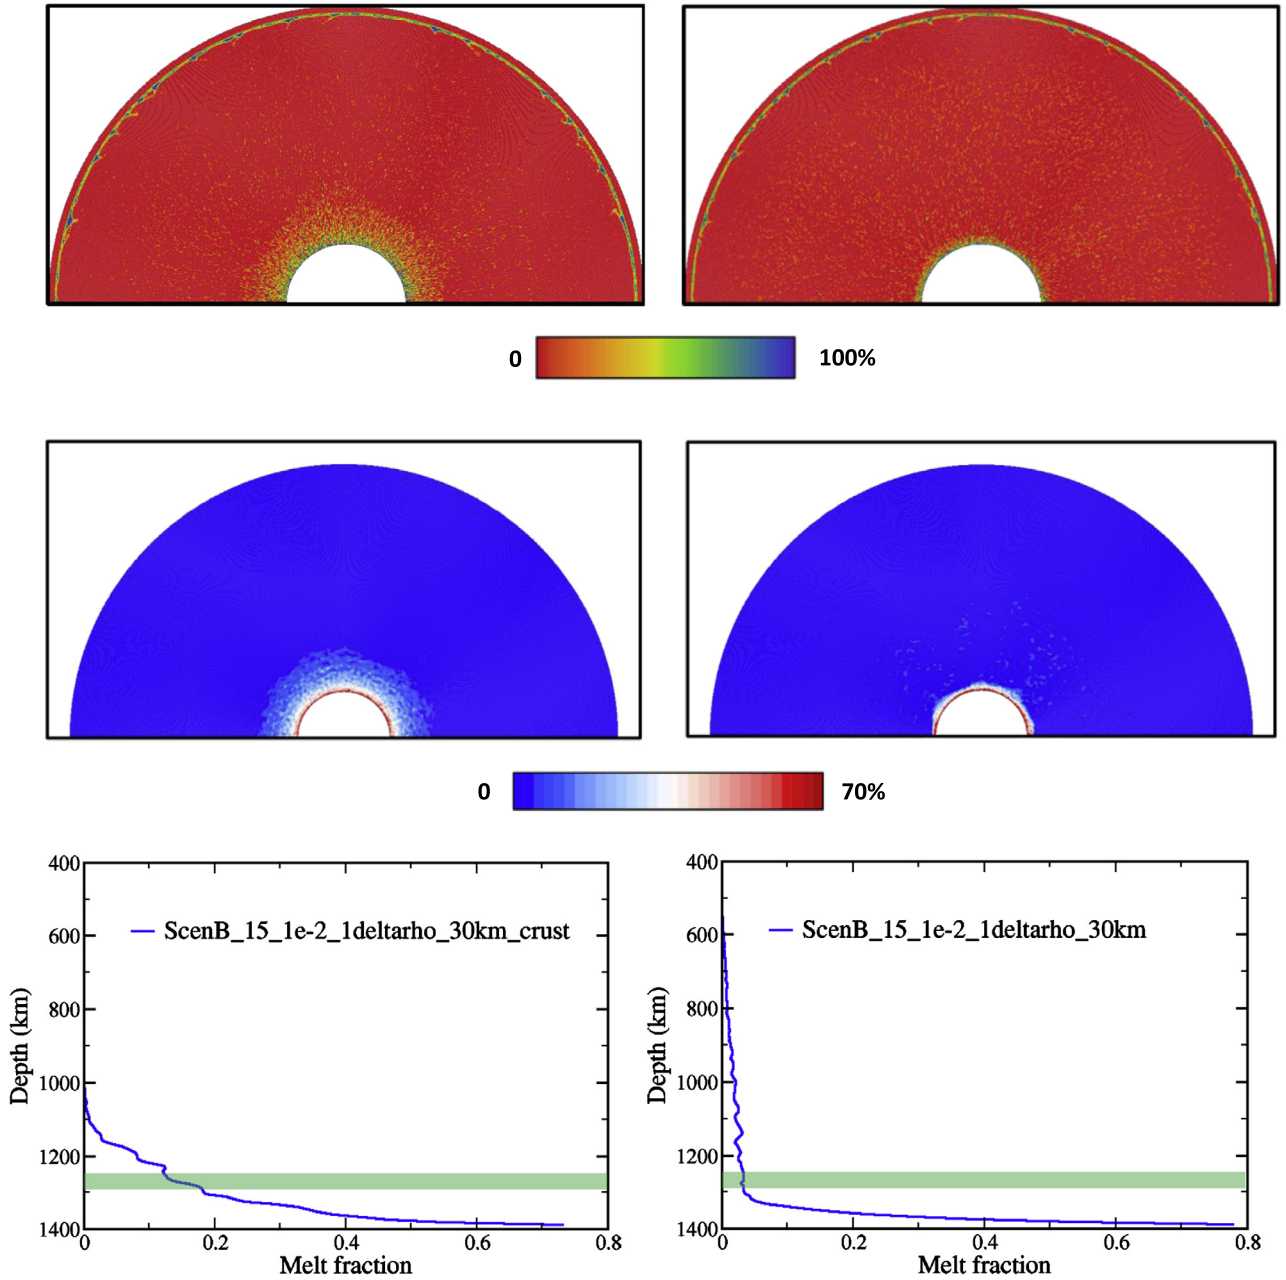 0 100%
0 70%
400 400
ScenB_15_1e-2_1deltarho_30km_crust ScenB_15_1e-2_1deltarho_30km
600 600
800 800
Depth (km) Depth (km)
1000 1000
1200 1200
1400 1400
0 0.2 0.4 0.6 0.8 0 0.2 0.4 0.6 0.8
Melt fraction Melt fraction